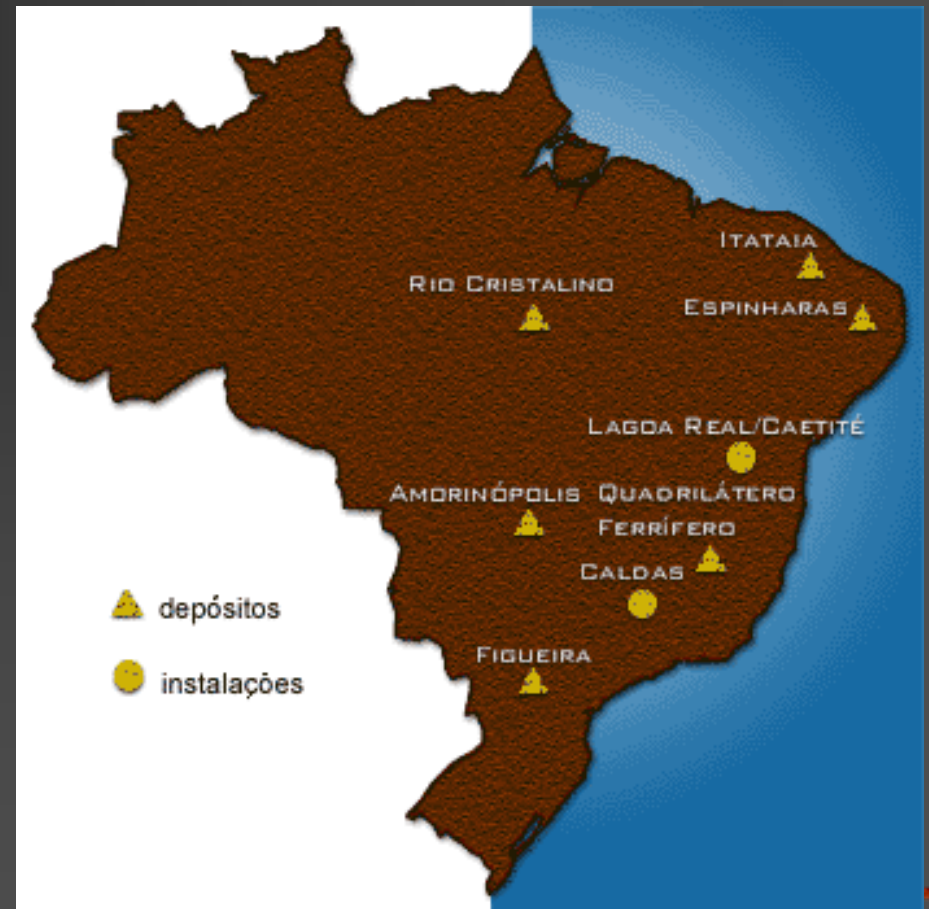 ITATAIA
RIO CRISTALINO
ESPINHARAS
LAGOA REAL/CAETITÉ
AMORINÓPOLIS
QUADRILÁTERO
FERRÍFERO
CALDAS
depósitos
FIGUEIRA
instalações